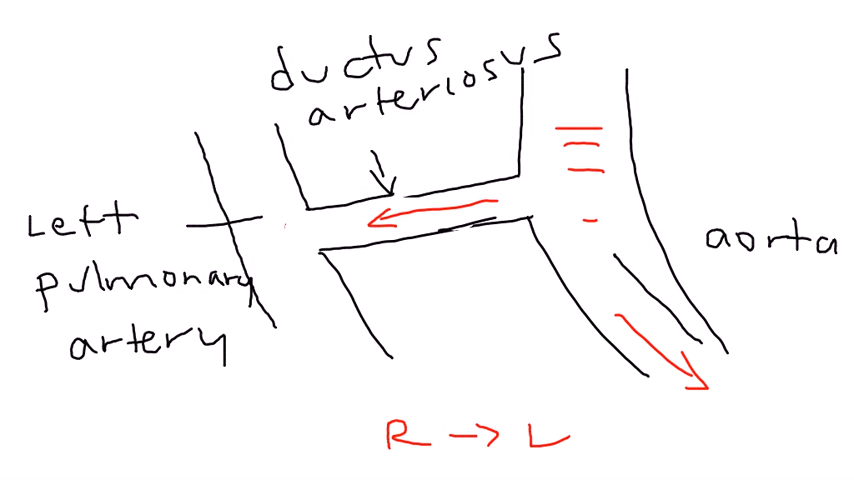 ductus
arteriosus
Left
pulmonary
artery
aorta
R → L